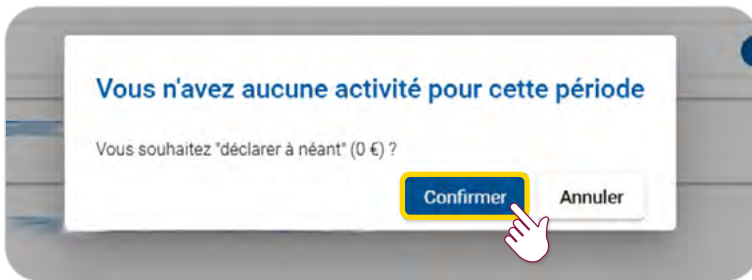 Vous n'avez aucune activité pour cette période
Vous souhaitez "déclarer à néant" (0 €) ?
Confirmer Annuler